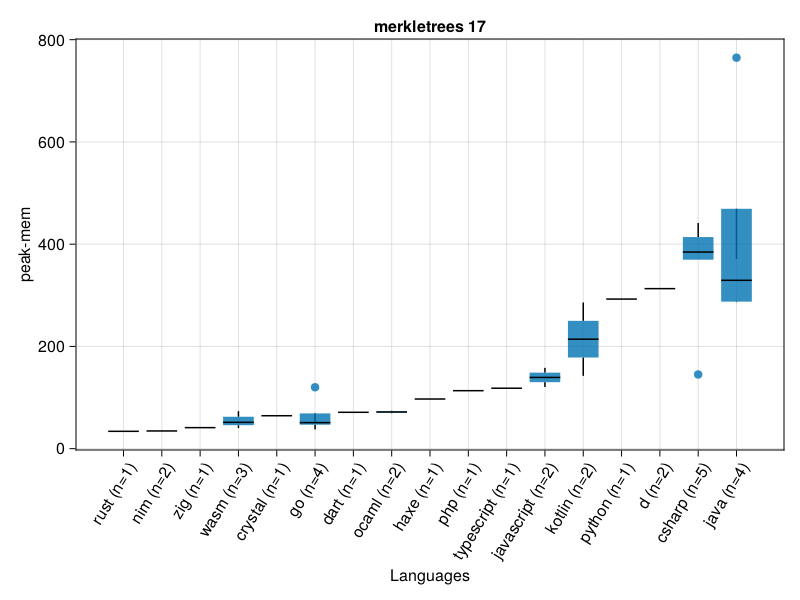 merkletrees 17
800
600
400
200
0
peak-mem
rust (n=1)
nim (n=2)
zig (n=1)
wasm (n=3)
crystal (n=1)
go (n=4)
dart (n=1)
ocaml (n=2)
haxe (n=1)
php (n=1)
typescript (n=1)
javascript (n=2)
kotlin (n=2)
python (n=1)
d (n=2)
csharp (n=5)
java (n=4)
Languages